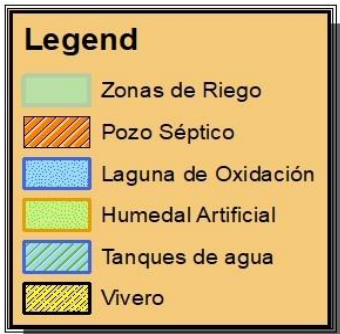 Legend
Zonas de Riego
Pozo Séptico
Laguna de Oxidación
Humedal Artificial
Tanques de agua
Vivero